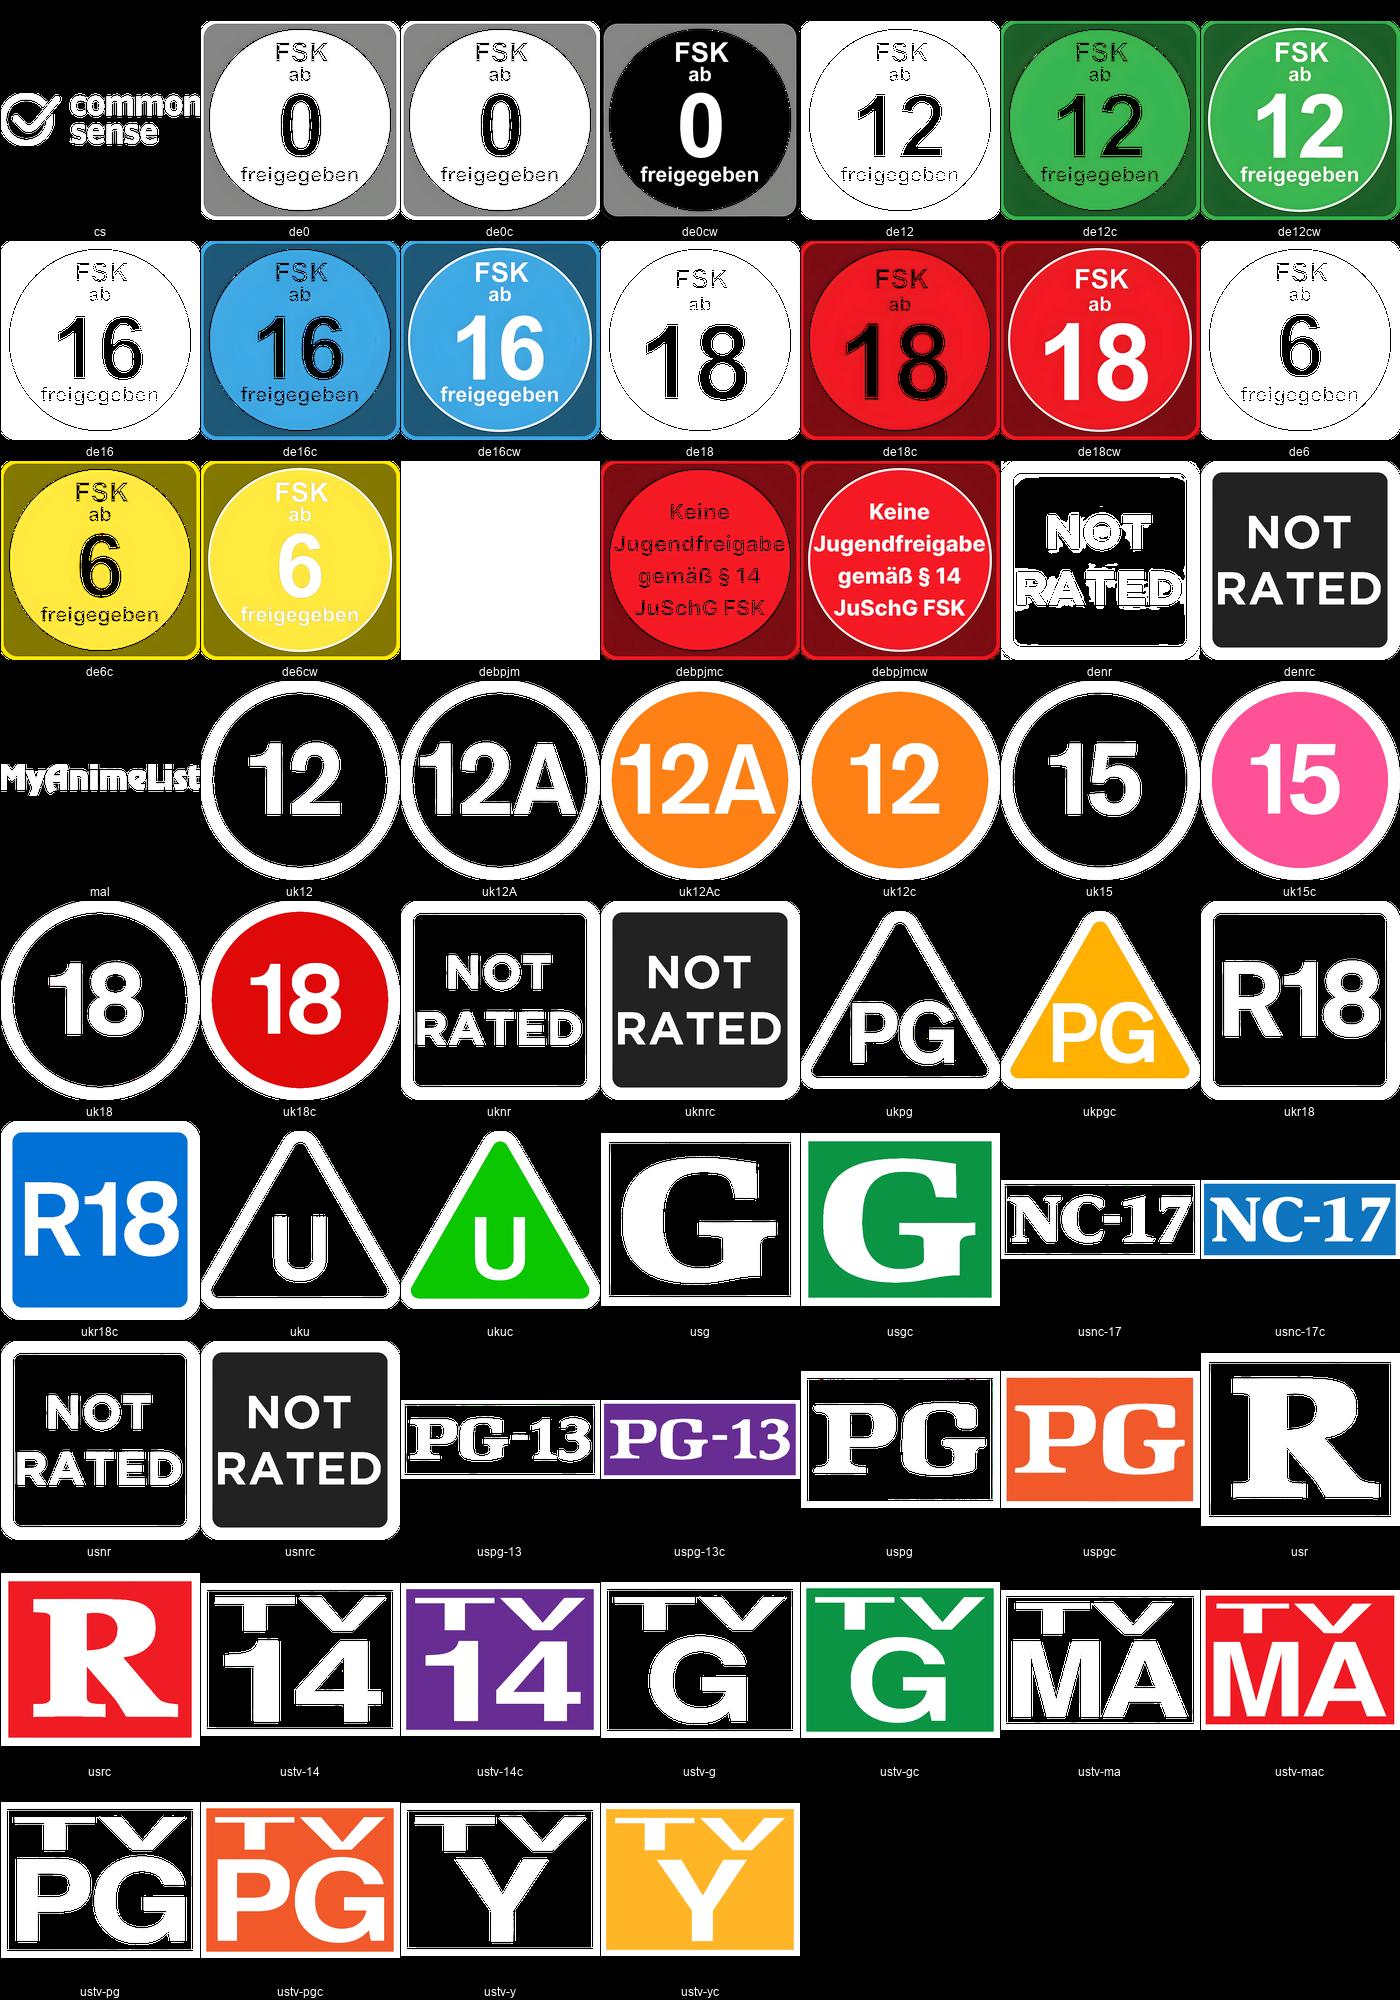 common
sense
cs
FSK
ab
0
freigegeben
de0
FSK
ab
0
freigegeben
de0c
FSK
ab
0
freigegeben
de0cw
FSK
ab
12
freigegeben
de12
FSK
ab
12
freigegeben
de12c
FSK
ab
12
freigegeben
de12cw
FSK
ab
16
freigegeben
de16
FSK
ab
16
freigegeben
de16c
FSK
ab
16
freigegeben
de16cw
FSK
ab
18
de18
FSK
ab
18
de18c
FSK
ab
18
de18cw
FSK
ab
6
freigegeben
de6
FSK
ab
6
freigegeben
de6c
FSK
ab
6
freigegeben
de6cw
debpjm
Keine
Jugendfreigabe
gemäß § 14
JuSchG FSK
debpjmc
Keine
Jugendfreigabe
gemäß § 14
JuSchG FSK
debpjmcw
NOT
RATED
denr
NOT
RATED
denrc
MyAnimeList
mal
12
uk12
12A
uk12A
12A
uk12Ac
12
uk12c
15
uk15
15
uk15c
18
uk18
18
uk18c
NOT
RATED
uknr
NOT
RATED
uknrc
PG
ukpg
PG
ukpgc
R18
ukr18
R18
ukr18c
U
uku
U
ukuc
G
usg
G
usgc
NC-17
usnc-17
NC-17
usnc-17c
NOT
RATED
usnr
NOT
RATED
usnrc
PG-13
uspg-13
PG-13
uspg-13c
PG
uspg
PG
uspgc
R
usr
R
usrc
TV
14
ustv-14
TV
14
ustv-14c
TV
G
ustv-g
TV
G
ustv-gc
TV
MA
ustv-ma
TV
MA
ustv-mac
TV
PG
ustv-pg
TV
PG
ustv-pgc
TV
Y
ustv-y
TV
Y
ustv-yc